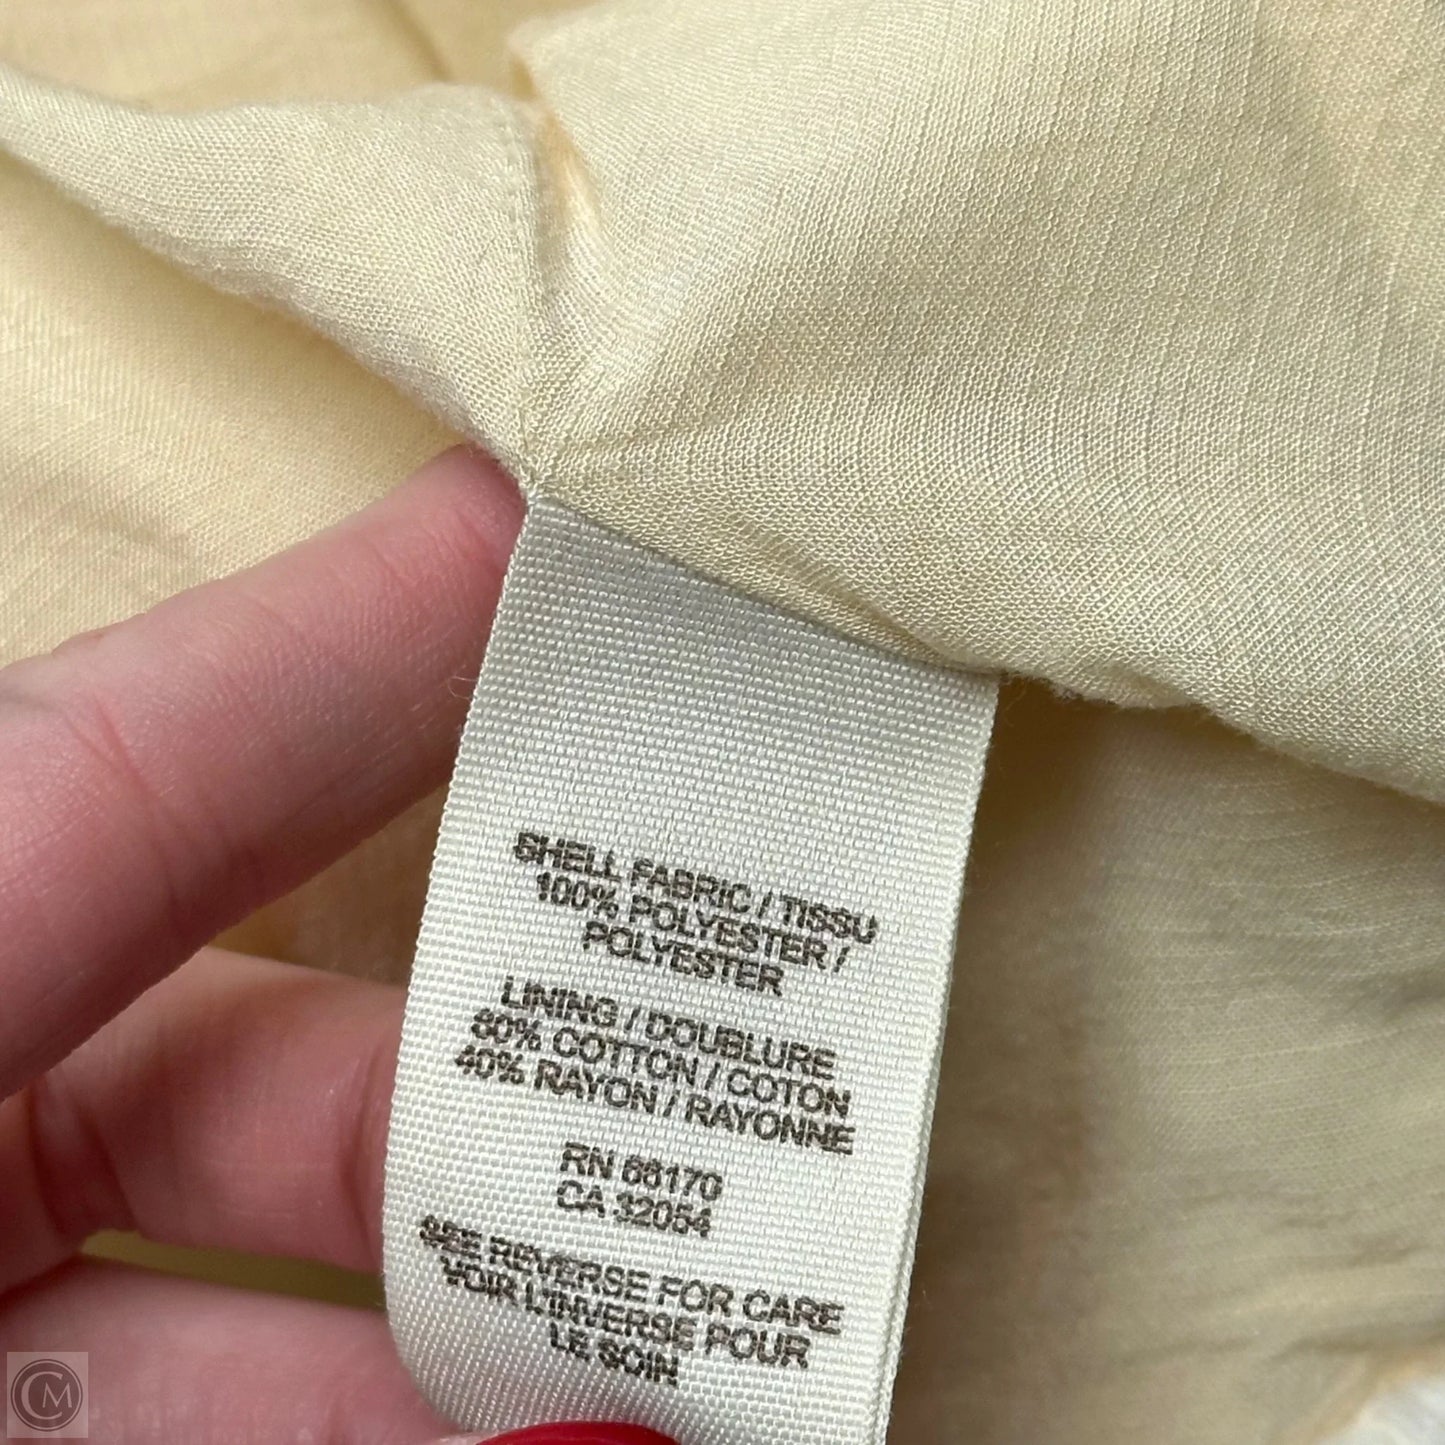 SHELL FABRIC / TISSU
100% POLYESTER /
POLYESTER
LINING / DOUBLURE
60% COTTON / COTON
40% RAYON / RAYONNE
RN 66170
CA 32054
SEE REVERSE FOR CARE
VOIR L'INVERSE POUR
LE SOIN
CM